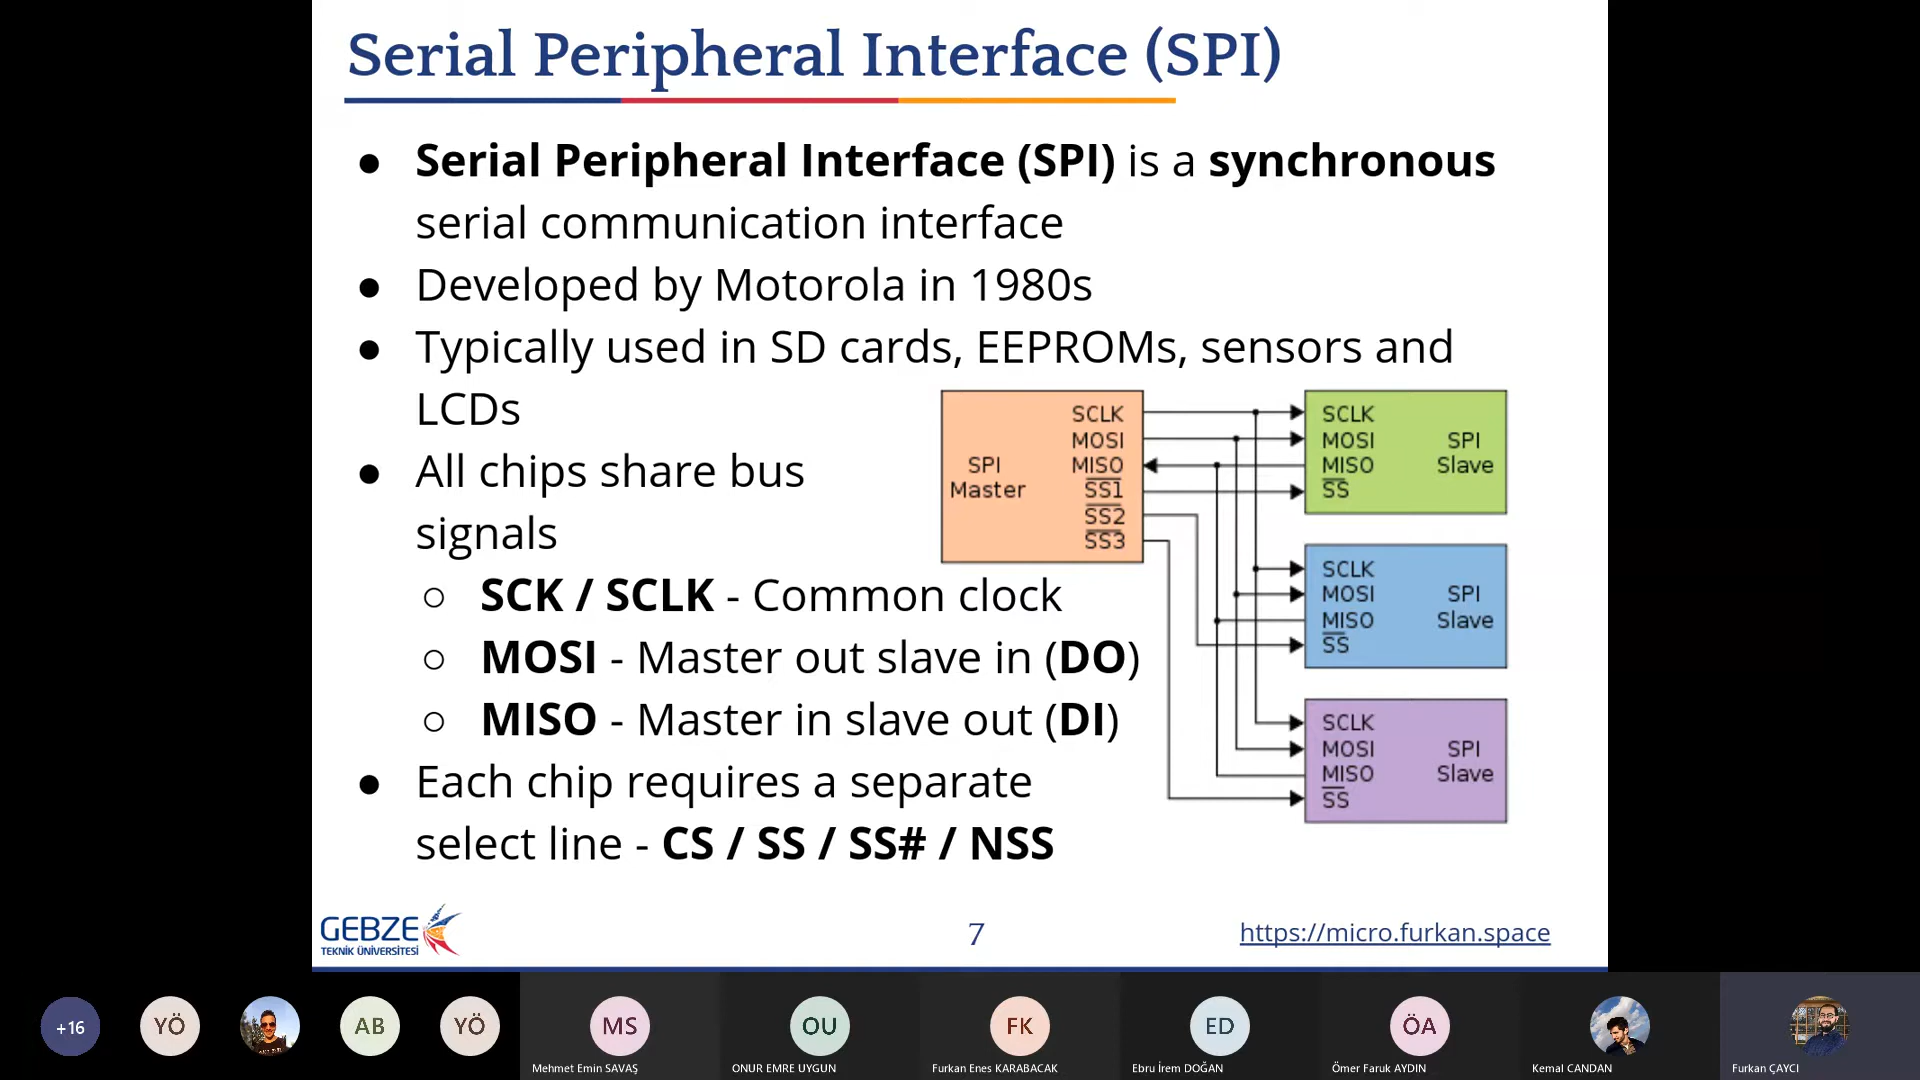 Serial Peripheral Interface (SPI)
● Serial Peripheral Interface (SPI) is a synchronous
serial communication interface
● Developed by Motorola in 1980s
● Typically used in SD cards, EEPROMs, sensors and
LCDs
● All chips share bus
signals
○ SCK / SCLK - Common clock
○ MOSI - Master out slave in (DO)
○ MISO - Master in slave out (DI)
● Each chip requires a separate
select line - CS / SS / SS# / NSS
SPI
Master
SCLK
MOSI
MISO
SS1
SS2
SS3
SCLK
MOSI
MISO
SS
SPI
Slave
SCLK
MOSI
MISO
SS
SPI
Slave
SCLK
MOSI
MISO
SS
SPI
Slave
GEBZE
TEKNİK ÜNİVERSİTESİ
7
https://micro.furkan.space
+16
YÖ
AB
YÖ
MS
Mehmet Emin SAVAŞ
OU
ONUR EMRE UYGUN
FK
Furkan Enes KARABACAK
ED
Ebru İrem DOĞAN
ÖA
Ömer Faruk AYDIN
Kemal CANDAN
Furkan ÇAYCI